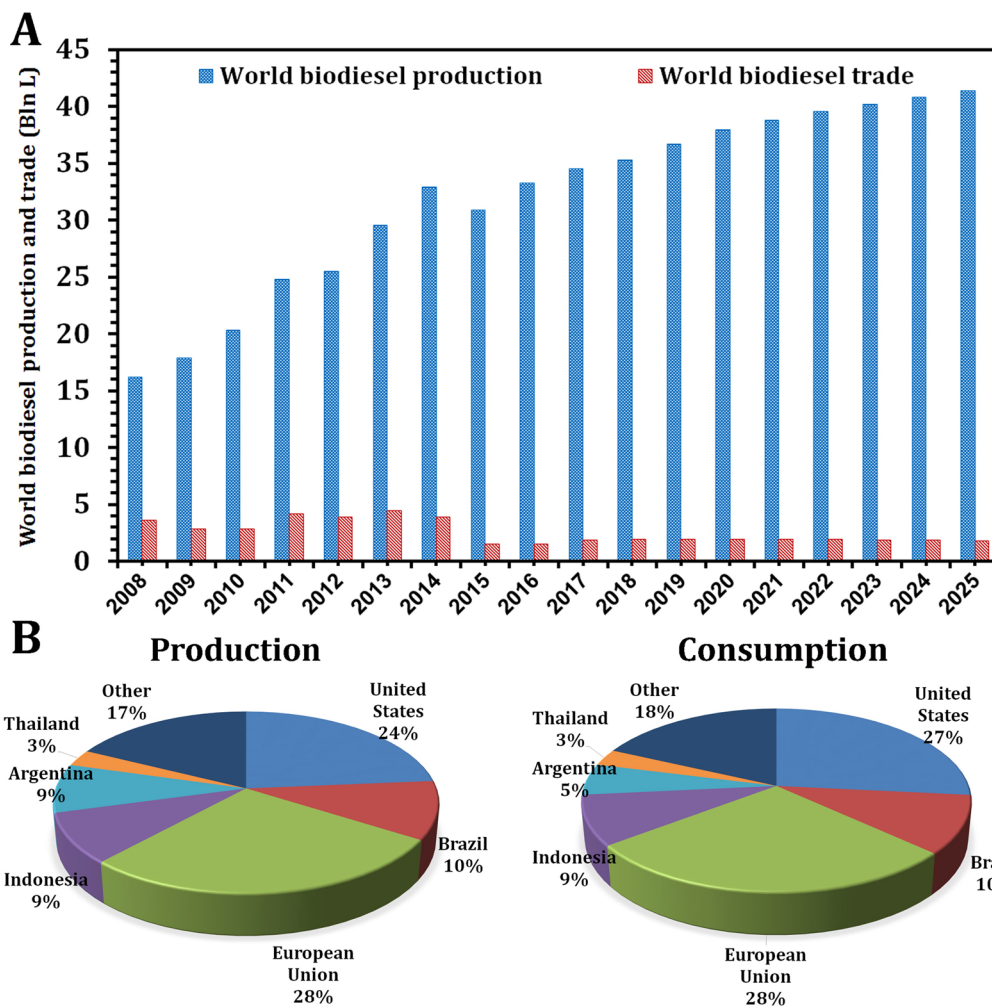 A
World biodiesel production and trade (Bln L)
45
40
35
30
25
20
15
10
5
0
World biodiesel production
World biodiesel trade
2008
2009
2010
2011
2012
2013
2014
2015
2016
2017
2018
2019
2020
2021
2022
2023
2024
2025
B
Production
United
States
24%
Brazil
10%
European
Union
28%
Indonesia
9%
Argentina
9%
Thailand
3%
Other
17%
Consumption
United
States
27%
Bra
10
European
Union
28%
Indonesia
9%
Argentina
5%
Thailand
3%
Other
18%